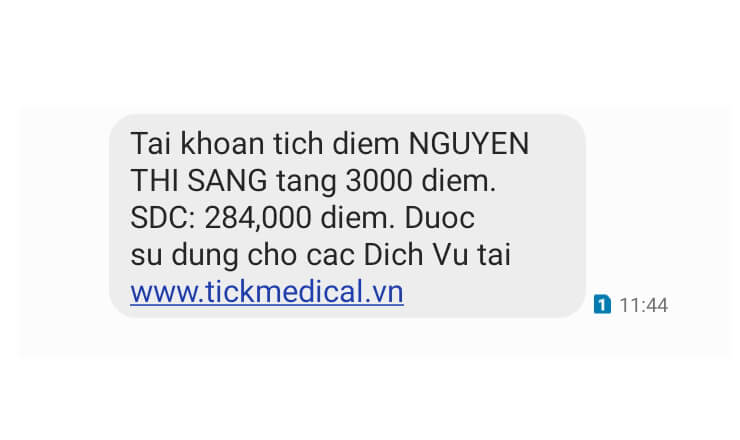 Tai khoan tich diem NGUYEN
THI SANG tang 3000 diem.
SDC: 284,000 diem. Duoc
su dung cho cac Dich Vu tai
www.tickmedical.vn
1 11:44